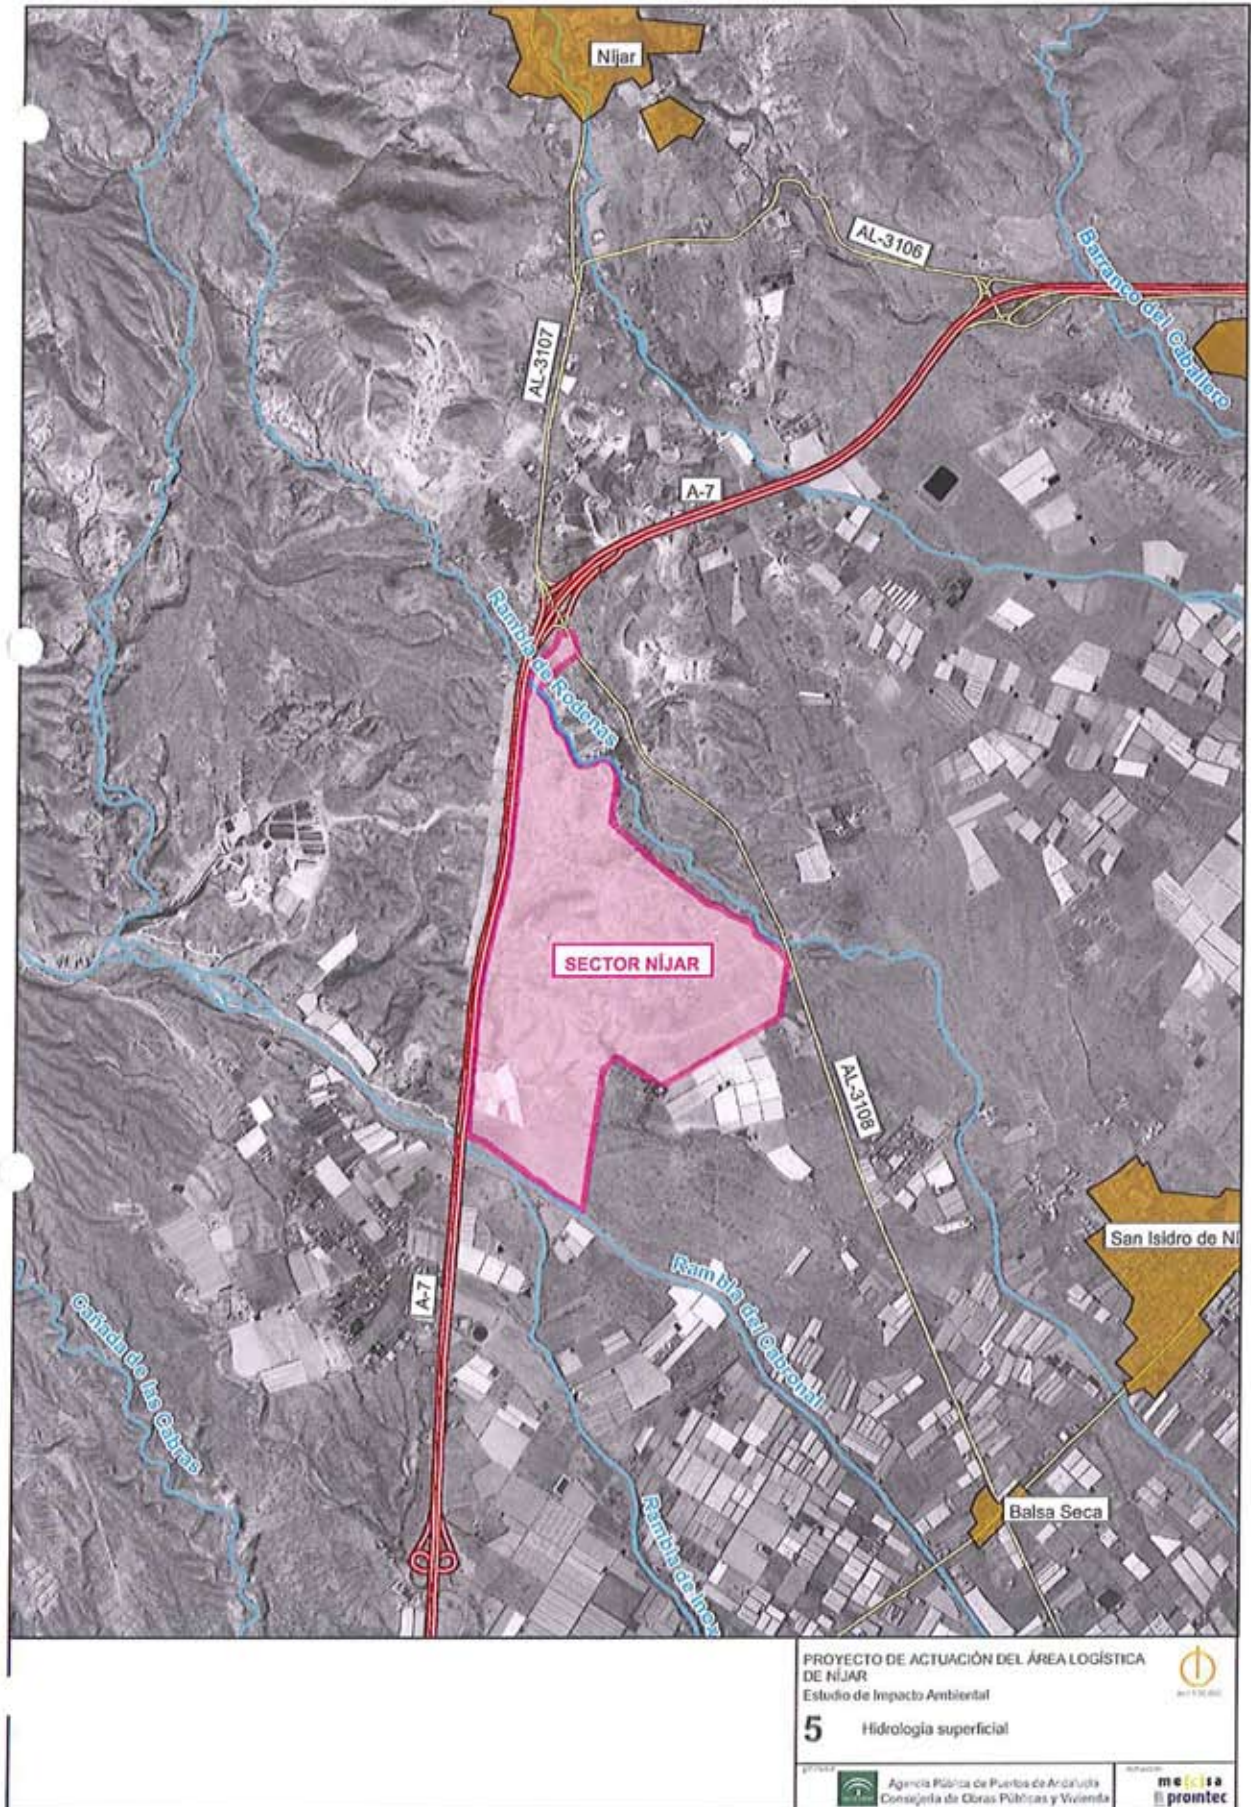 Níjar
AL-3106
Barranco del Caballero
AL-3107
A-7
Rambla de Rodenas
SECTOR NÍJAR
AL-3108
San Isidro de NI
A-7
Rambla del Cabronal
Cañada de las Cabras
Balsa Seca
Rambla de Inox
PROYECTO DE ACTUACIÓN DEL ÁREA LOGÍSTICA
DE NÍJAR
Estudio de Impacto Ambiental
5 Hidrología superficial
Agencia Pública de Puertos de Andalucía
Consejería de Obras Públicas y Vivienda
prointec